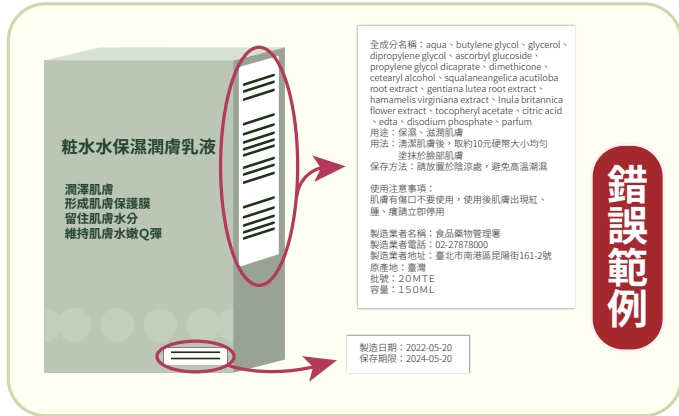 粧水水保濕潤膚乳液
潤澤肌膚
形成肌膚保護膜
留住肌膚水分
維持肌膚水嫩Q彈
全成分名稱：aqua、butylene glycol、glycerol、
dipropylene glycol、ascorbyl glucoside、
propylene glycol dicaprate、dimethicone、
cetearyl alcohol、squalaneangelica acutiloba
root extract、gentiana lutea root extract、
hamamelis virginiana extract、Inula britannica
flower extract、tocopheryl acetate、citric acid
、edta、disodium phosphate、parfum
用途：保濕、滋潤肌膚
用法：清潔肌膚後，取約10元硬幣大小均勻
塗抹於臉部肌膚
保存方法：請放置於陰涼處，避免高溫潮濕
使用注意事項：
肌膚有傷口不要使用，使用後肌膚出現紅、
腫、癢請立即停用
製造業者名稱：食品藥物管理署
製造業者電話：02-27878000
製造業者地址：臺北市南港區昆陽街161-2號
原產地：臺灣
批號：20MTE
容量：150ML
製造日期：2022-05-20
保存期限：2024-05-20
錯誤範例